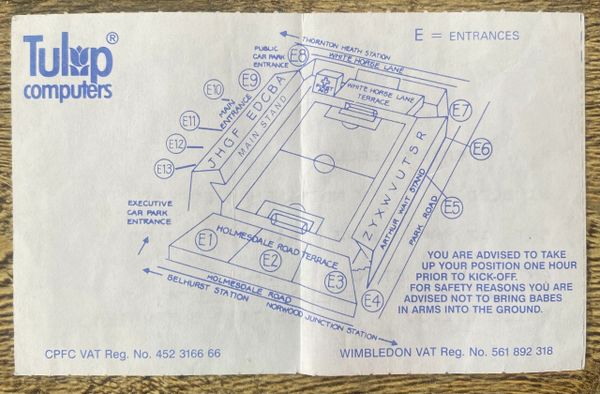 Tulip®
computers
E = ENTRANCES
THORNTON HEATH STATION
WHITE HORSE LANE
PUBLIC
CAR PARK
ENTRANCE
E8
E9
E10
MAIN
ENTRANCE
E11
E12
E13
JHGF EDCBA
MAIN STAND
FIRST
AID
WHITE HORSE LANE
TERRACE
E7
E6
E5
ZYXWVUTSR
ARTHUR WAIT STAND
PARK ROAD
EXECUTIVE
CAR PARK
ENTRANCE
HOLMESDALE ROAD TERRACE
E1
E2
E3
E4
HOLMESDALE ROAD
SELHURST STATION
NORWOOD JUNCTION STATION
YOU ARE ADVISED TO TAKE
UP YOUR POSITION ONE HOUR
PRIOR TO KICK-OFF.
FOR SAFETY REASONS YOU ARE
ADVISED NOT TO BRING BABES
IN ARMS INTO THE GROUND.
CPFC VAT Reg. No. 452 3166 66
WIMBLEDON VAT Reg. No. 561 892 318